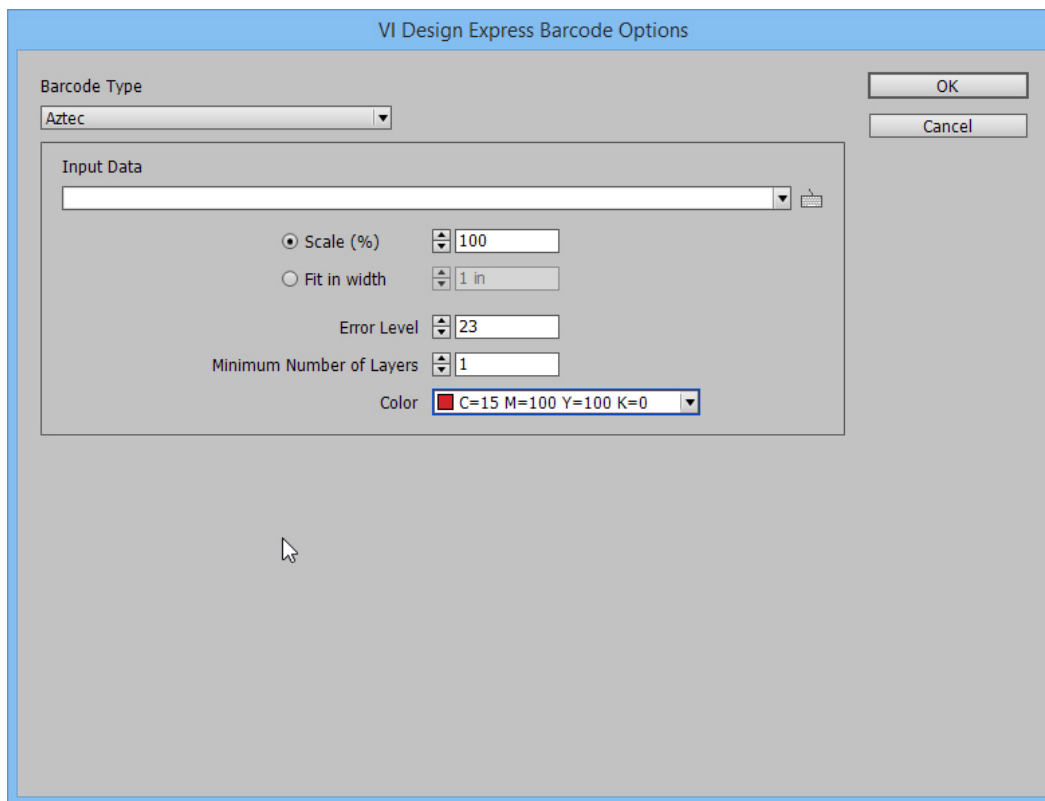 VI Design Express Barcode Options
Barcode Type
OK
Aztec
Cancel
Input Data
Scale (%) 100
Fit in width 1 in
Error Level 23
Minimum Number of Layers 1
Color C=15 M=100 Y=100 K=0